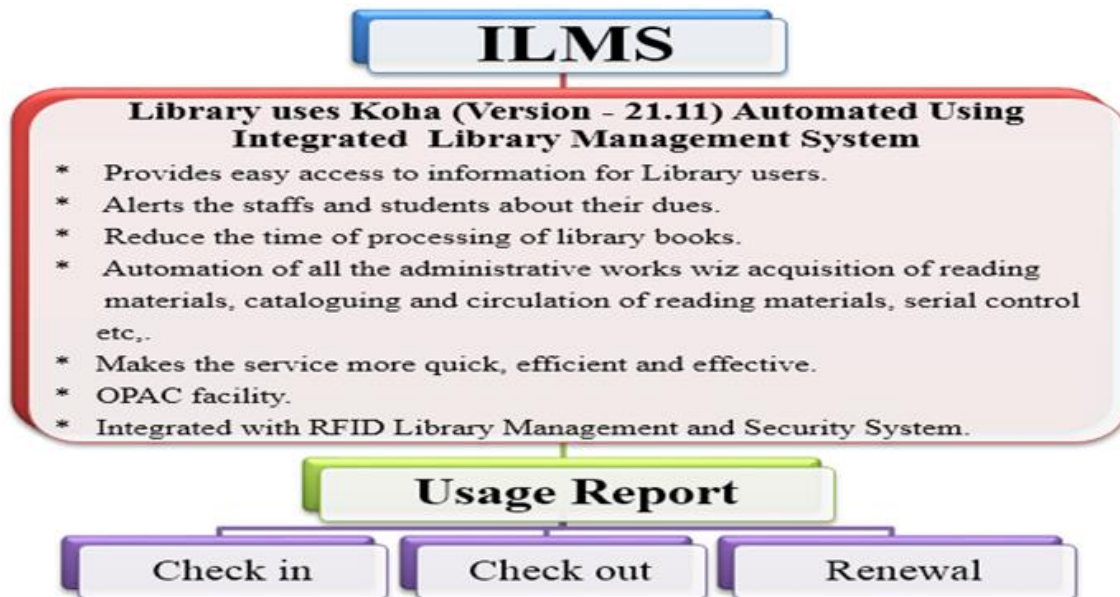 ILMS
Library uses Koha (Version - 21.11) Automated Using
Integrated Library Management System
* Provides easy access to information for Library users.
* Alerts the staffs and students about their dues.
* Reduce the time of processing of library books.
* Automation of all the administrative works wiz acquisition of reading
materials, cataloguing and circulation of reading materials, serial control
etc,.
* Makes the service more quick, efficient and effective.
* OPAC facility.
* Integrated with RFID Library Management and Security System.
Usage Report
Check in
Check out
Renewal